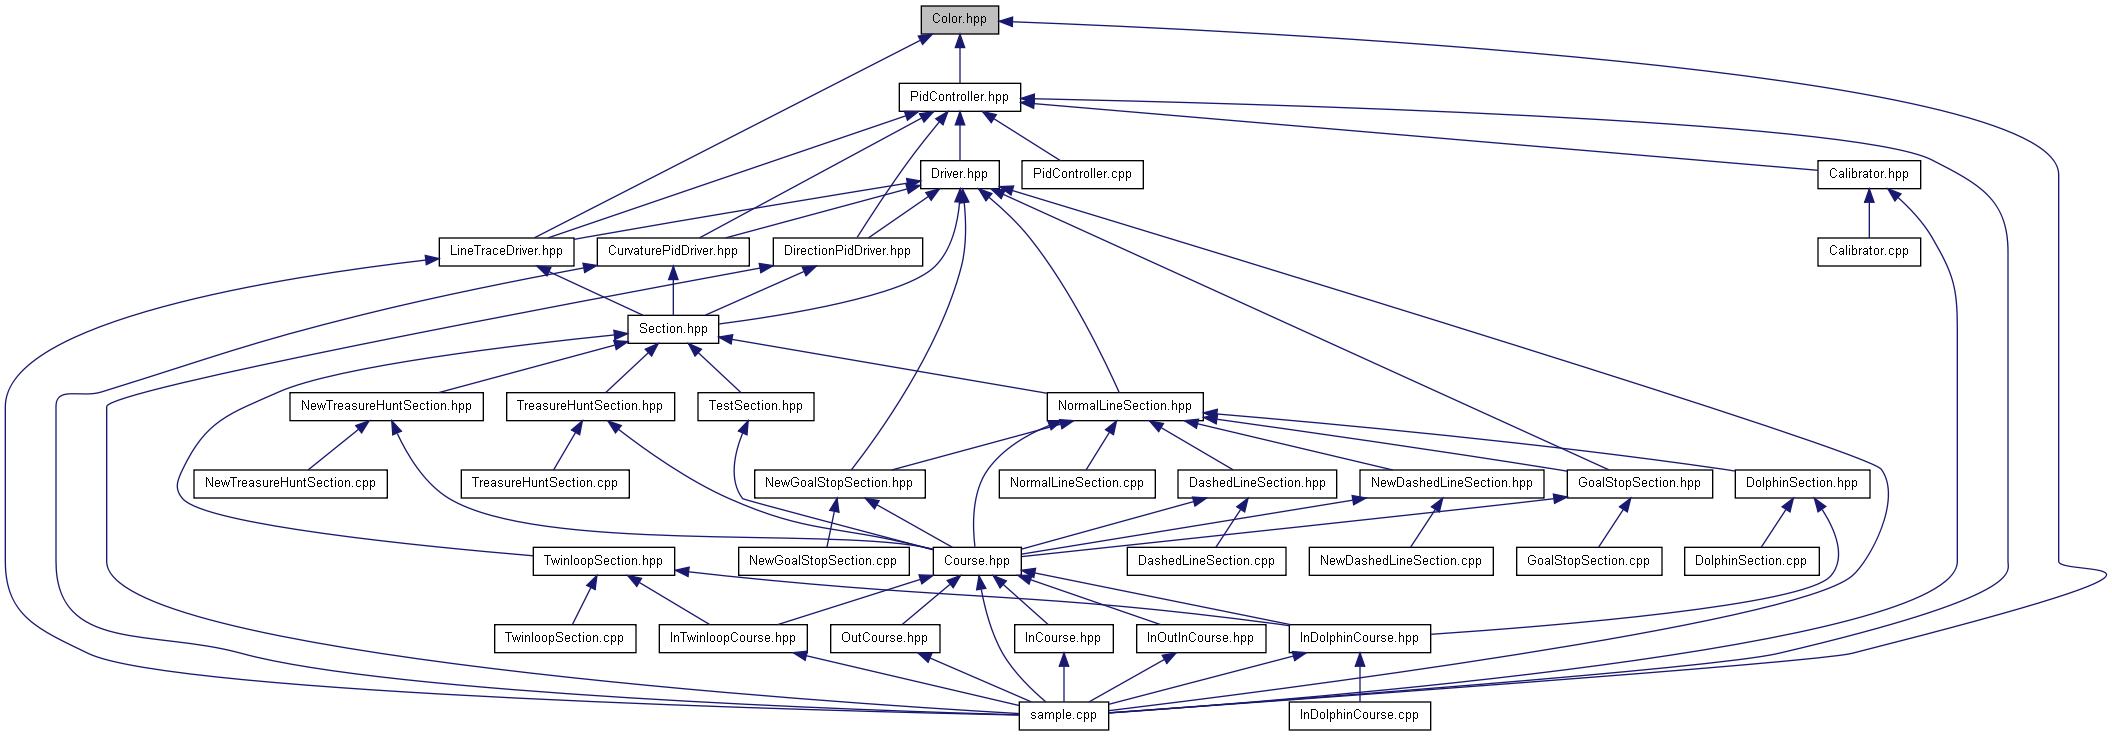 Color.hpp
PidController.hpp
Driver.hpp
PidController.cpp
Calibrator.hpp
LineTraceDriver.hpp
CurvaturePidDriver.hpp
DirectionPidDriver.hpp
Calibrator.cpp
Section.hpp
NewTreasureHuntSection.hpp
TreasureHuntSection.hpp
TestSection.hpp
NormalLineSection.hpp
NewTreasureHuntSection.cpp
TreasureHuntSection.cpp
NewGoalStopSection.hpp
NormalLineSection.cpp
DashedLineSection.hpp
NewDashedLineSection.hpp
GoalStopSection.hpp
DolphinSection.hpp
TwinloopSection.hpp
NewGoalStopSection.cpp
Course.hpp
DashedLineSection.cpp
NewDashedLineSection.cpp
GoalStopSection.cpp
DolphinSection.cpp
TwinloopSection.cpp
InTwinloopCourse.hpp
OutCourse.hpp
InCourse.hpp
InOutInCourse.hpp
InDolphinCourse.hpp
sample.cpp
InDolphinCourse.cpp